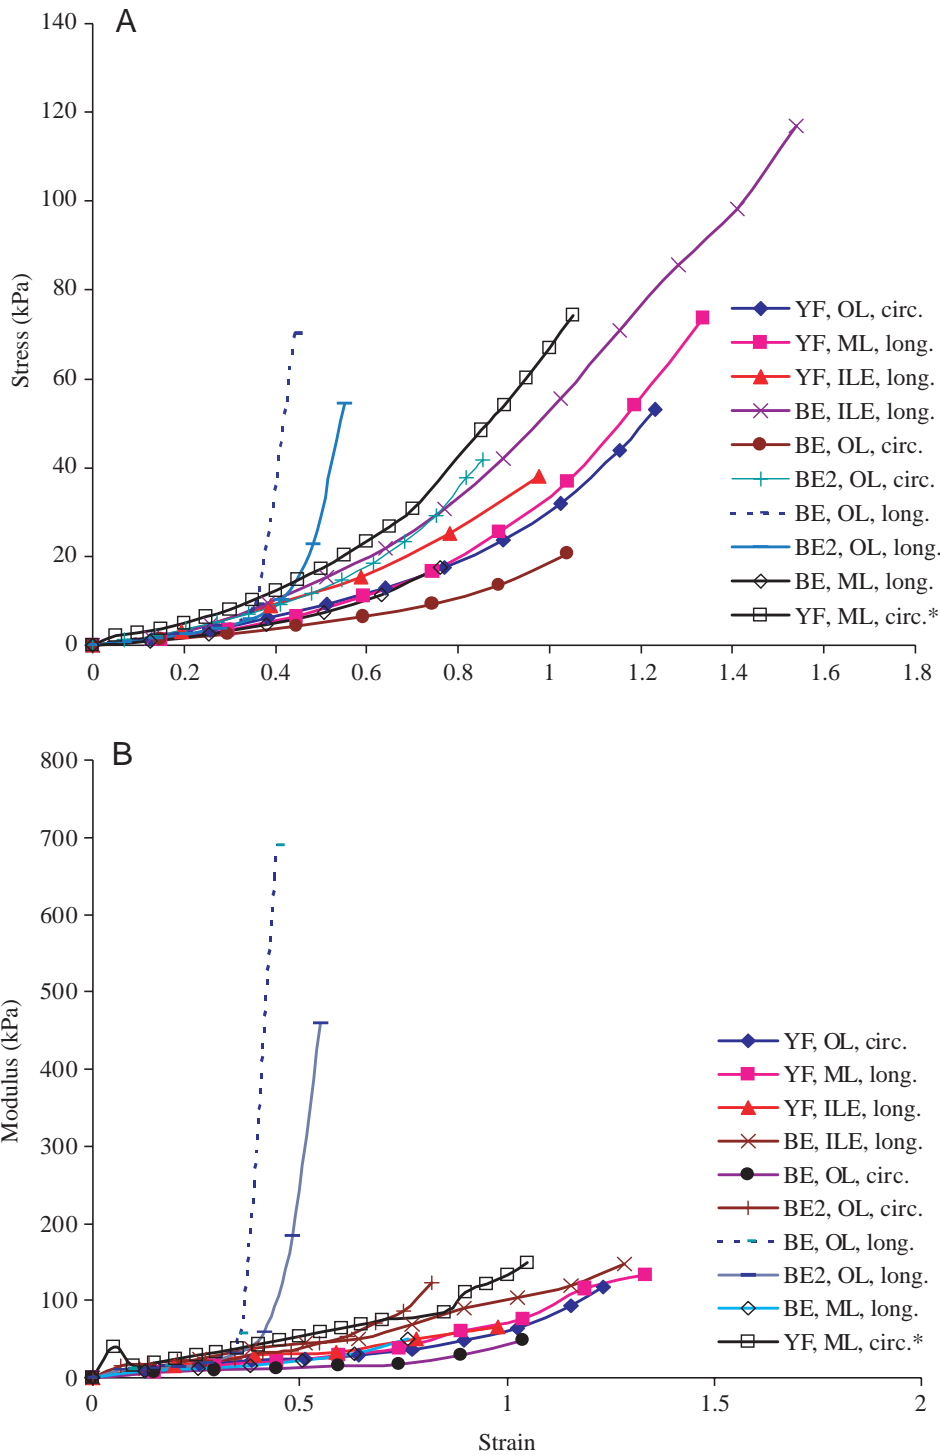 A
140
120
100
80
60
40
20
0
Stress (kPa)
0 0.2 0.4 0.6 0.8 1 1.2 1.4 1.6 1.8
YF, OL, circ.
YF, ML, long.
YF, ILE, long.
BE, ILE, long.
BE, OL, circ.
BE2, OL, circ.
BE, OL, long.
BE2, OL, long.
BE, ML, long.
YF, ML, circ.*
B
800
700
600
500
400
300
200
100
0
Modulus (kPa)
0 0.5 1 1.5 2
Strain
YF, OL, circ.
YF, ML, long.
YF, ILE, long.
BE, ILE, long.
BE, OL, circ.
BE2, OL, circ.
BE, OL, long.
BE2, OL, long.
BE, ML, long.
YF, ML, circ.*